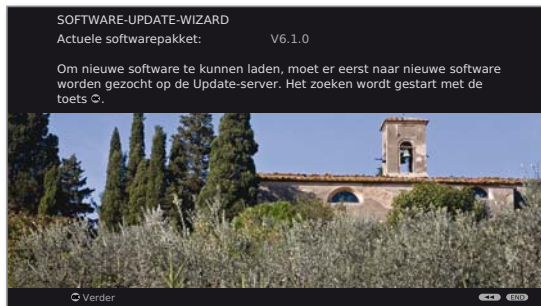 SOFTWARE-UPDATE-WIZARD
Actuele softwarepakket: V6.1.0
Om nieuwe software te kunnen laden, moet er eerst naar nieuwe software
worden gezocht op de Update-server. Het zoeken wordt gestart met de
toets .
Verder END